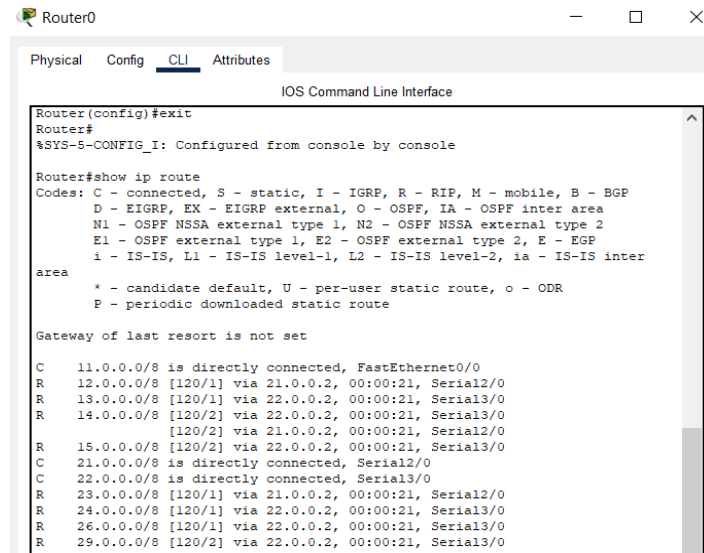 Router0
Physical Config CLI Attributes
IOS Command Line Interface
Router(config)#exit
Router#
%SYS-5-CONFIG_I: Configured from console by console
Router#show ip route
Codes: C - connected, S - static, I - IGRP, R - RIP, M - mobile, B - BGP
D - EIGRP, EX - EIGRP external, O - OSPF, IA - OSPF inter area
N1 - OSPF NSSA external type 1, N2 - OSPF NSSA external type 2
E1 - OSPF external type 1, E2 - OSPF external type 2, E - EGP
i - IS-IS, L1 - IS-IS level-1, L2 - IS-IS level-2, ia - IS-IS inter
area
* - candidate default, U - per-user static route, o - ODR
P - periodic downloaded static route
Gateway of last resort is not set
C 11.0.0.0/8 is directly connected, FastEthernet0/0
R 12.0.0.0/8 [120/1] via 21.0.0.2, 00:00:21, Serial2/0
R 13.0.0.0/8 [120/1] via 22.0.0.2, 00:00:21, Serial3/0
R 14.0.0.0/8 [120/2] via 22.0.0.2, 00:00:21, Serial3/0
[120/2] via 21.0.0.2, 00:00:21, Serial2/0
R 15.0.0.0/8 [120/2] via 22.0.0.2, 00:00:21, Serial3/0
C 21.0.0.0/8 is directly connected, Serial2/0
C 22.0.0.0/8 is directly connected, Serial3/0
R 23.0.0.0/8 [120/1] via 21.0.0.2, 00:00:21, Serial2/0
R 24.0.0.0/8 [120/1] via 22.0.0.2, 00:00:21, Serial3/0
R 26.0.0.0/8 [120/1] via 22.0.0.2, 00:00:21, Serial3/0
R 29.0.0.0/8 [120/2] via 22.0.0.2, 00:00:21, Serial3/0